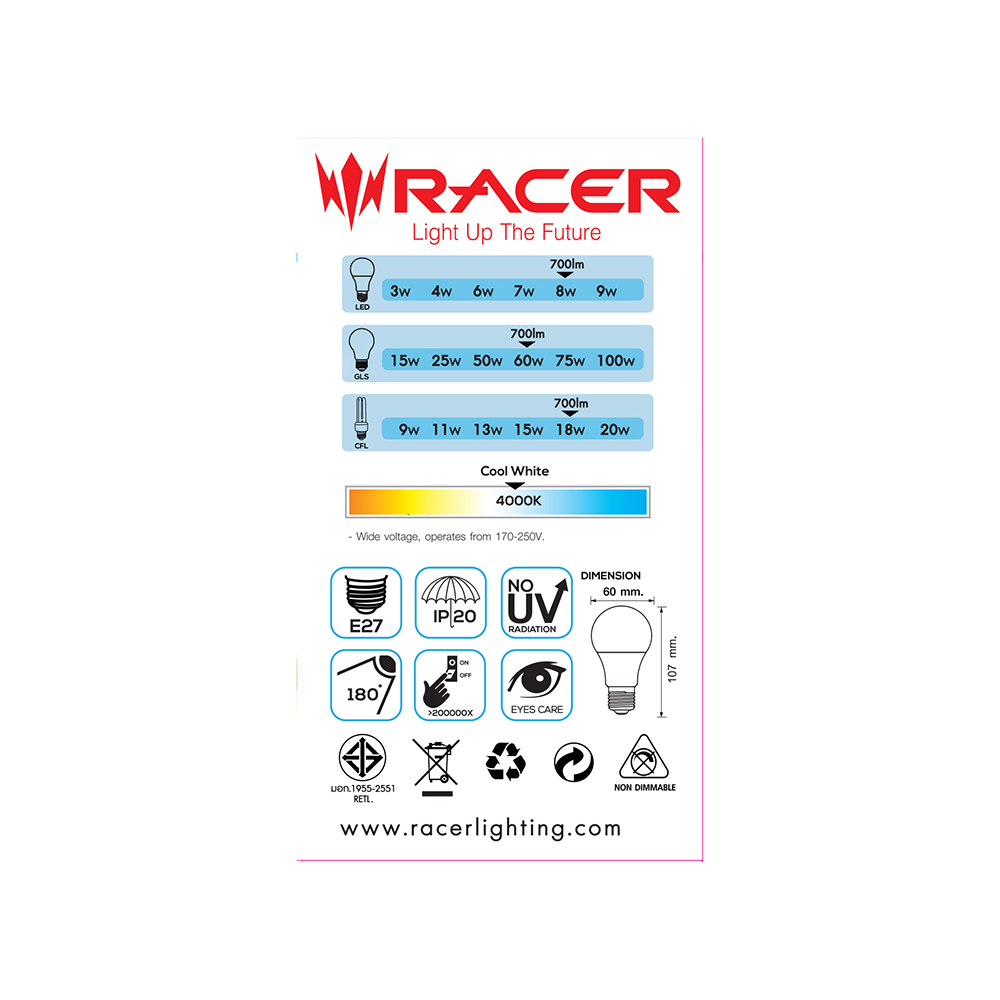 RACER
Light Up The Future
700lm
3w 4w 6w 7w 8w 9w
LED
700lm
15w 25w 50w 60w 75w 100w
GLS
700lm
9w 11w 13w 15w 18w 20w
CFL
Cool White
4000K
- Wide voltage, operates from 170-250V.
E27
IP 20
NO
UV
RADIATION
DIMENSION
60 mm.
107 mm.
180°
ON
OFF
>200000X
EYES CARE
มอก.1955-2551
RETL.
NON DIMMABLE
www.racerlighting.com